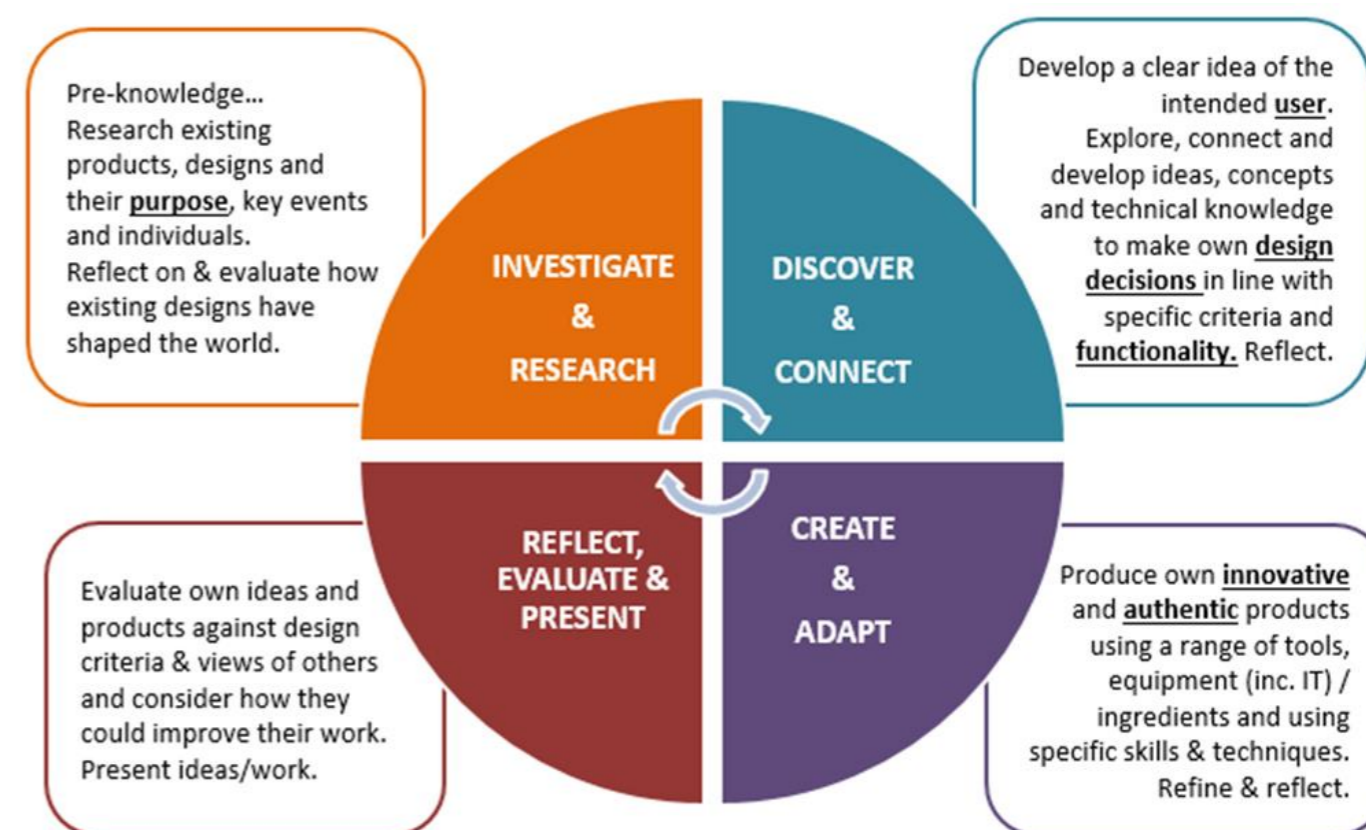 Pre-knowledge...
Research existing
products, designs and
their purpose, key events
and individuals.
Reflect on & evaluate how
existing designs have
shaped the world.
INVESTIGATE
&
RESEARCH
Develop a clear idea of the
intended user.
Explore, connect and
develop ideas, concepts
and technical knowledge
to make own design
decisions in line with
specific criteria and
functionality. Reflect.
DISCOVER
&
CONNECT
Evaluate own ideas and
products against design
criteria & views of others
and consider how they
could improve their work.
Present ideas/work.
REFLECT,
EVALUATE &
PRESENT
CREATE
&
ADAPT
Produce own innovative
and authentic products
using a range of tools,
equipment (inc. IT) /
ingredients and using
specific skills & techniques.
Refine & reflect.